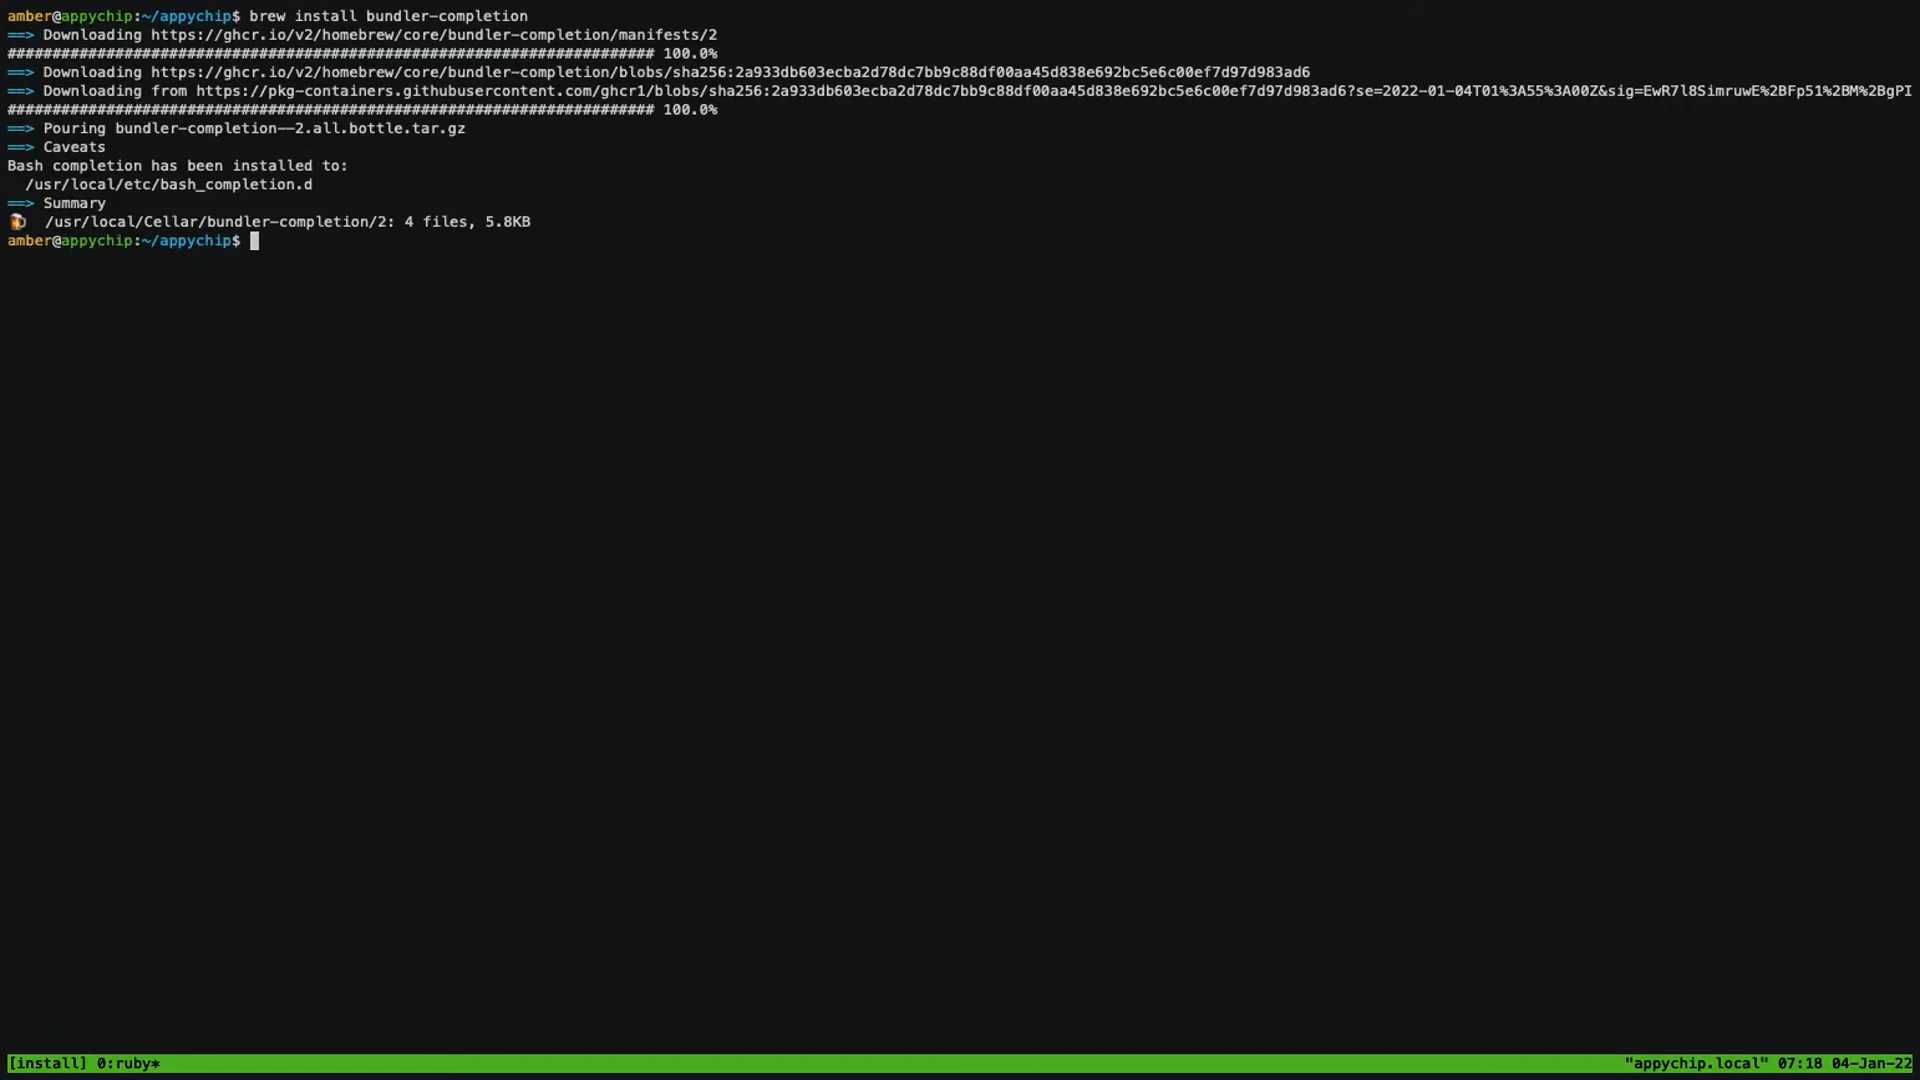 amber@appychip:~/appychip$ brew install bundler-completion
==> Downloading https://ghcr.io/v2/homebrew/core/bundler-completion/manifests/2
######################################################################## 100.0%
==> Downloading https://ghcr.io/v2/homebrew/core/bundler-completion/blobs/sha256:2a933db603ecba2d78dc7bb9c88df00aa45d838e692bc5e6c00ef7d97d983ad6
==> Downloading from https://pkg-containers.githubusercontent.com/ghcr1/blobs/sha256:2a933db603ecba2d78dc7bb9c88df00aa45d838e692bc5e6c00ef7d97d983ad6?se=2022-01-04T01%3A55%3A00Z&sig=EwR7l8SimruwE%2BFp51%2BM%2BgPI
######################################################################## 100.0%
==> Pouring bundler-completion--2.all.bottle.tar.gz
==> Caveats
Bash completion has been installed to:
  /usr/local/etc/bash_completion.d
==> Summary
🍺  /usr/local/Cellar/bundler-completion/2: 4 files, 5.8KB
amber@appychip:~/appychip$
[install] 0:ruby* "appychip.local" 07:18 04-Jan-22